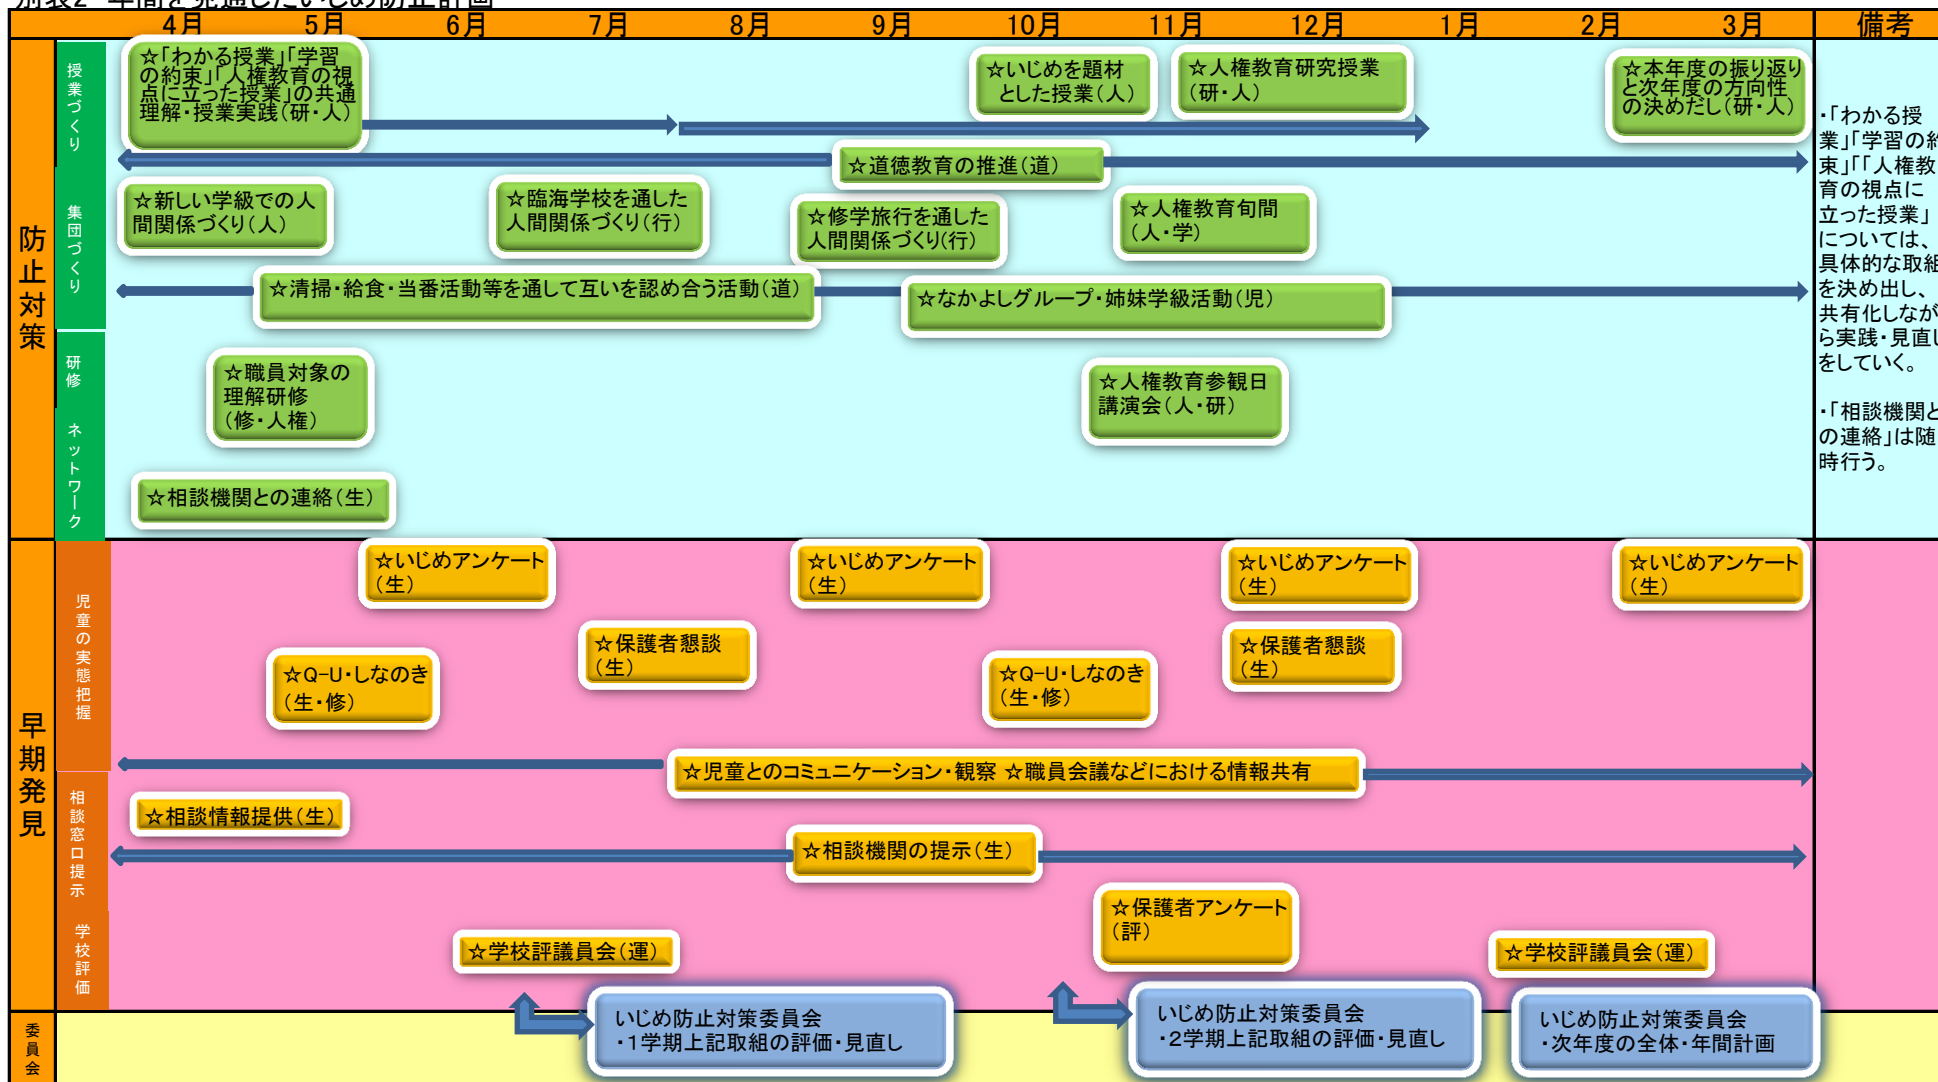 別表2 年間を見通したいじめ防止計画
4月 5月 6月 7月 8月 9月 10月 11月 12月 1月 2月 3月 備考
防止対策
授業づくり
☆「わかる授業」「学習
の約束」「人権教育の視
点に立った授業」の共通
理解・授業実践(研・人)
☆いじめを題材
とした授業(人)
☆人権教育研究授業
(研・人)
☆本年度の振り返り
と次年度の方向性
の決めだし(研・人)
☆道徳教育の推進(道)
集団づくり
☆新しい学級での人
間関係づくり(人)
☆臨海学校を通した
人間関係づくり(行)
☆修学旅行を通した
人間関係づくり(行)
☆人権教育旬間
(人・学)
☆清掃・給食・当番活動等を通して互いを認め合う活動(道)
☆なかよしグループ・姉妹学級活動(児)
研修
☆職員対象の
理解研修
(修・人権)
☆人権教育参観日
講演会(人・研)
ネットワーク
☆相談機関との連絡(生)
・「わかる授
業」「学習の約
束」「「人権教
育の視点に
立った授業」
については、
具体的な取組
を決め出し、
共有化しなが
ら実践・見直し
をしていく。
・「相談機関と
の連絡」は随
時行う。
早期発見
児童の実態把握
☆いじめアンケート
(生)
☆いじめアンケート
(生)
☆いじめアンケート
(生)
☆いじめアンケート
(生)
☆保護者懇談
(生)
☆保護者懇談
(生)
☆Q-U・しなのき
(生・修)
☆Q-U・しなのき
(生・修)
☆児童とのコミュニケーション・観察 ☆職員会議などにおける情報共有
相談窓口提示
☆相談情報提供(生)
☆相談機関の提示(生)
学校評価
☆保護者アンケート
(評)
☆学校評議員会(運)
☆学校評議員会(運)
委員会
いじめ防止対策委員会
・1学期上記取組の評価・見直し
いじめ防止対策委員会
・2学期上記取組の評価・見直し
いじめ防止対策委員会
・次年度の全体・年間計画